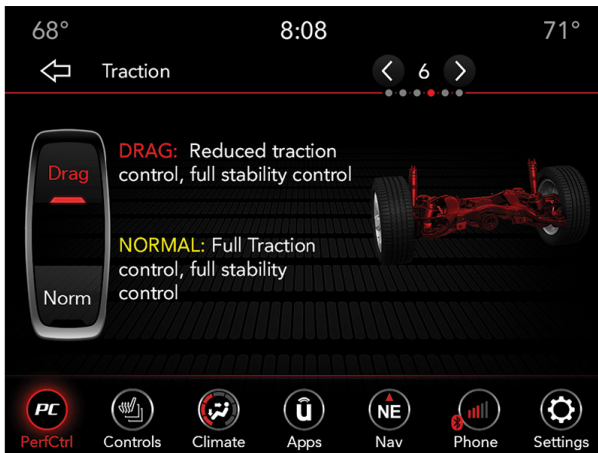 68° 8:08 71°
Traction 6
Drag
DRAG: Reduced traction
control, full stability control
NORMAL: Full Traction
control, full stability
control
Norm
PC û NE
PerfCtrl Controls Climate Apps Nav Phone Settings